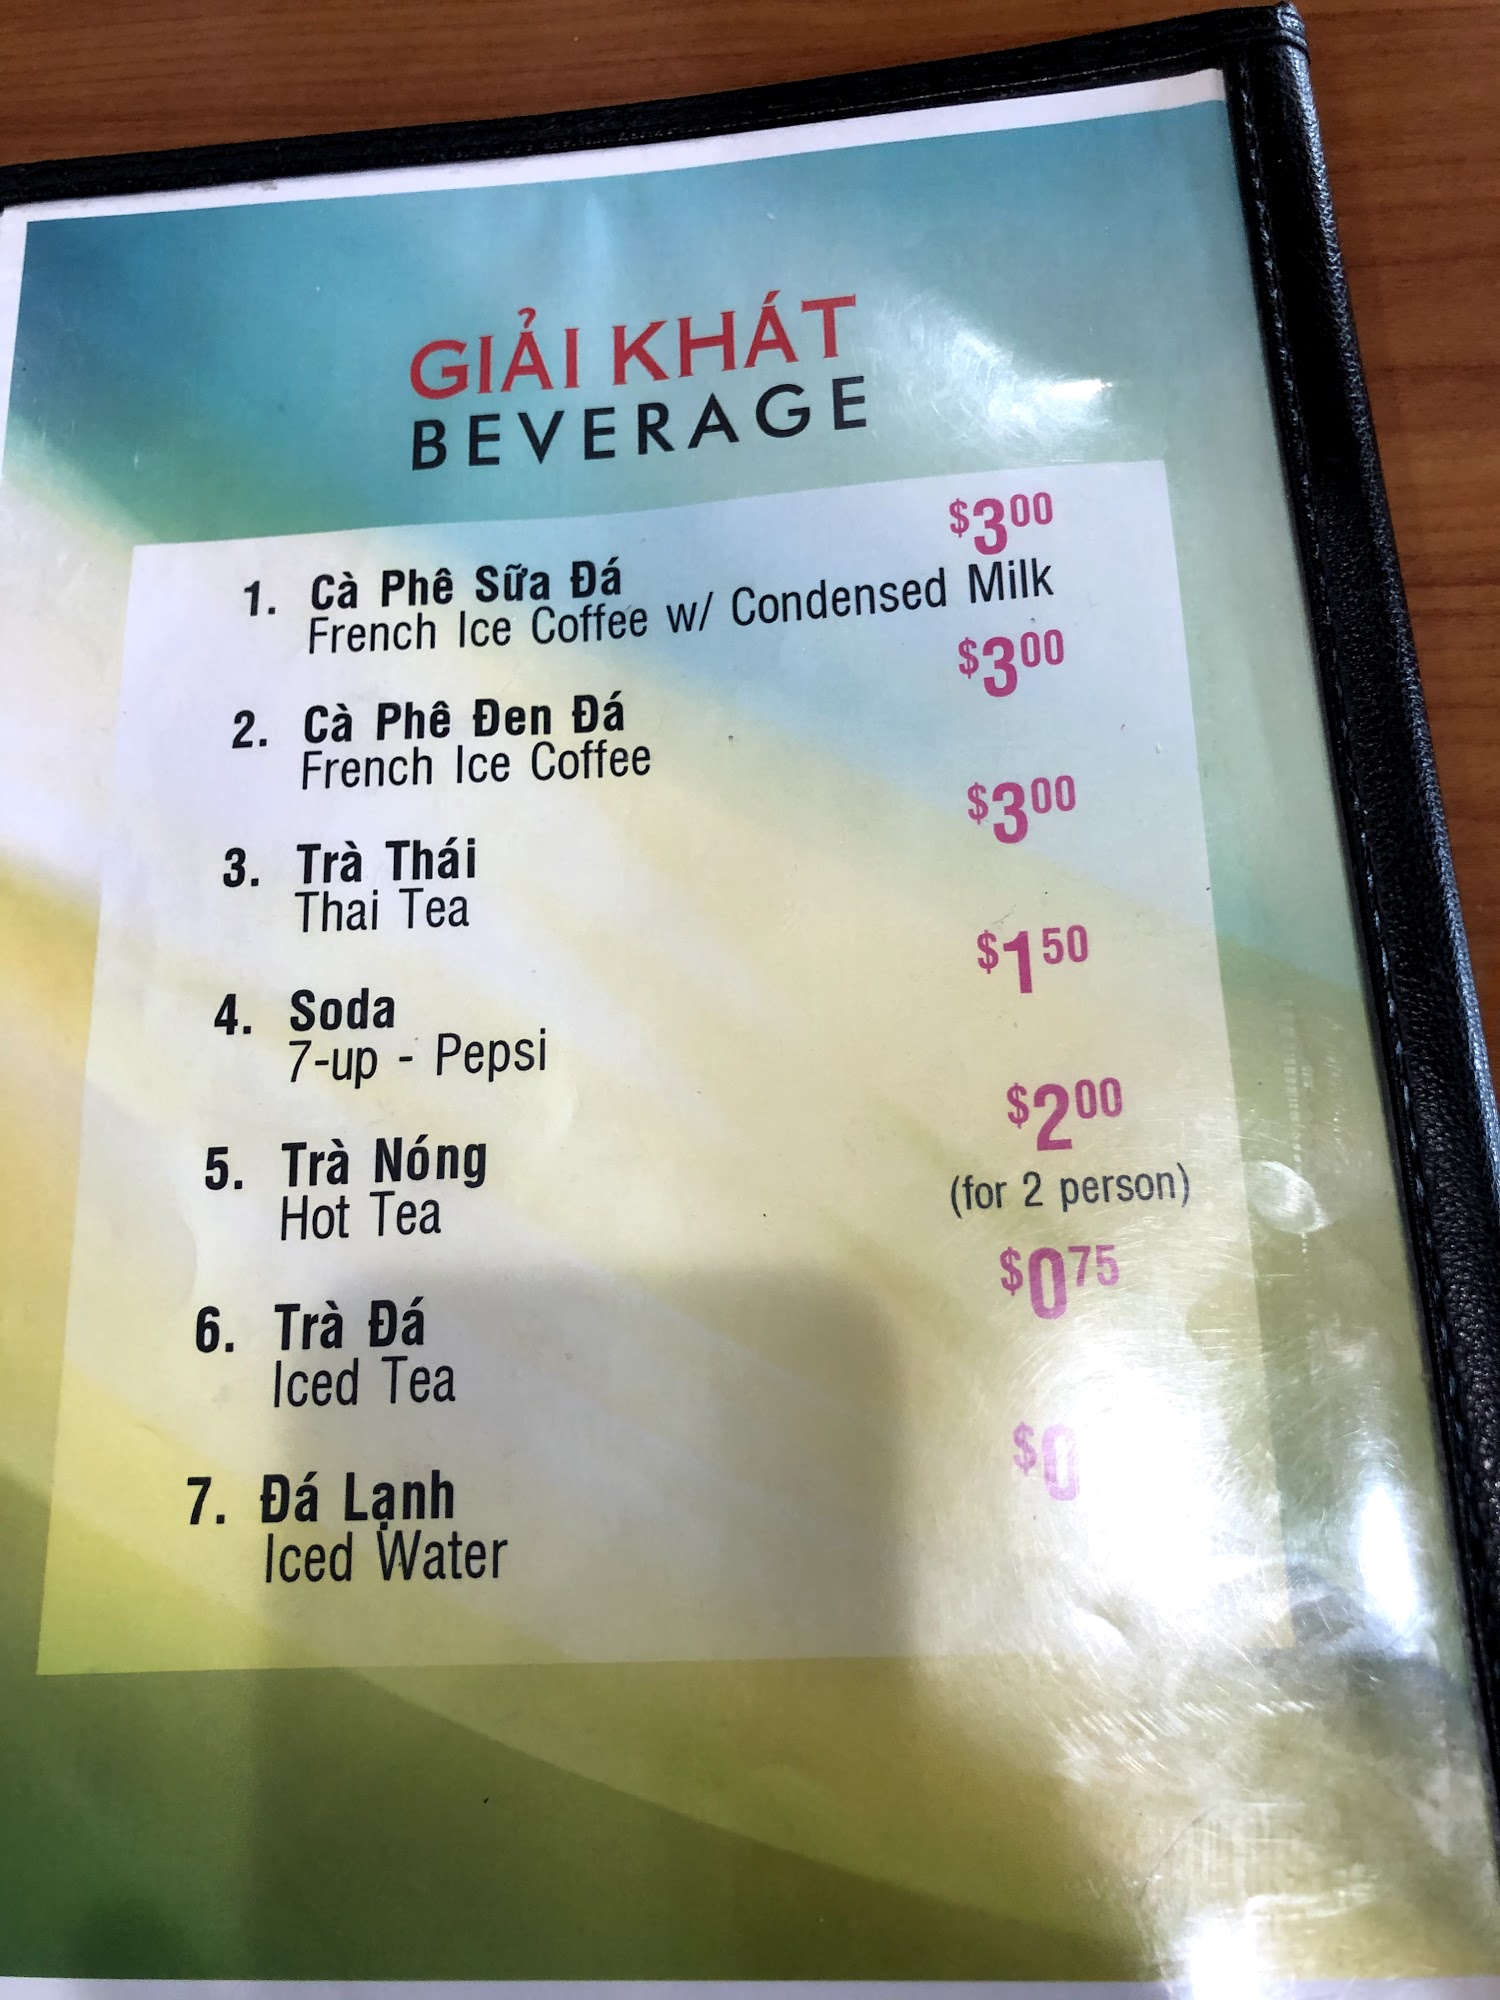 GIẢI KHÁT
BEVERAGE
1. Cà Phê Sữa Đá $3.00
French Ice Coffee w/ Condensed Milk
2. Cà Phê Đen Đá $3.00
French Ice Coffee
3. Trà Thái $3.00
Thai Tea
4. Soda $1.50
7-up - Pepsi
5. Trà Nóng $2.00
Hot Tea (for 2 person)
6. Trà Đá $0.75
Iced Tea
7. Đá Lạnh
Iced Water